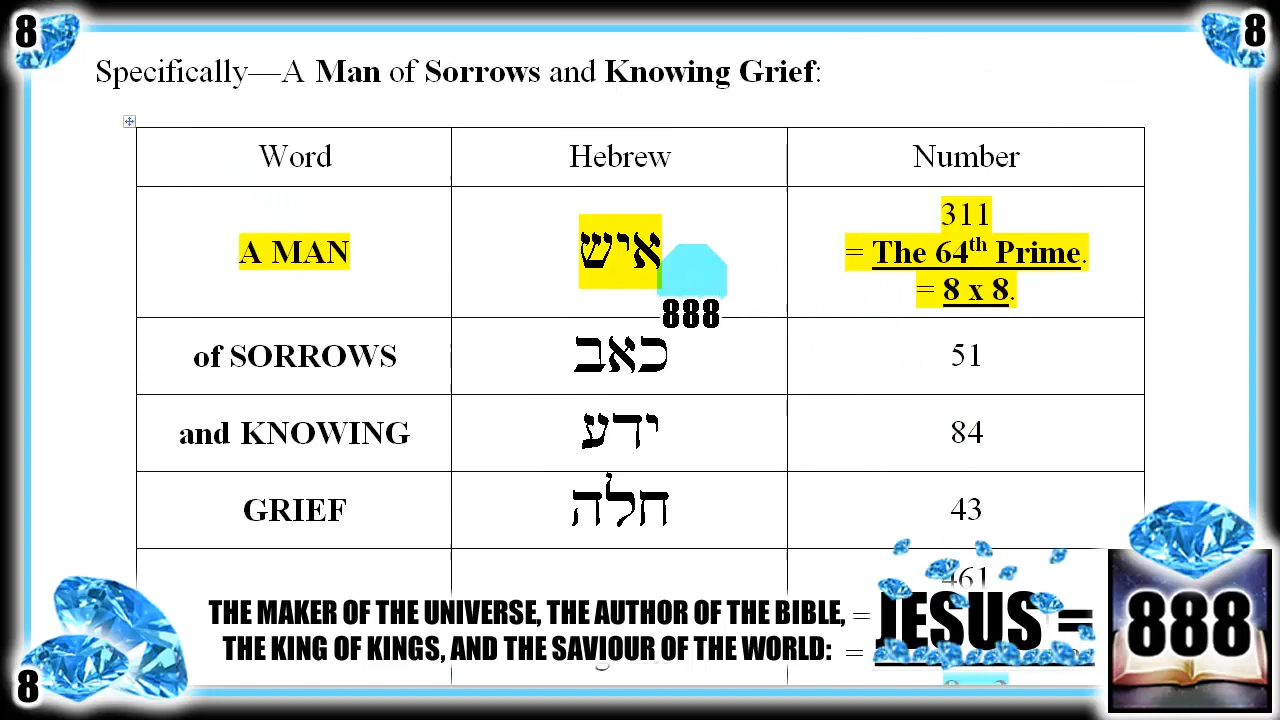 8
8
Specifically—A Man of Sorrows and Knowing Grief:
Word Hebrew Number
311
A MAN איש = The 64th Prime.
= 8 x 8.
888
of SORROWS כאב 51
and KNOWING ידע 84
GRIEF חלה 43
461
THE MAKER OF THE UNIVERSE, THE AUTHOR OF THE BIBLE, = JESUS = 888
THE KING OF KINGS, AND THE SAVIOUR OF THE WORLD: =
8